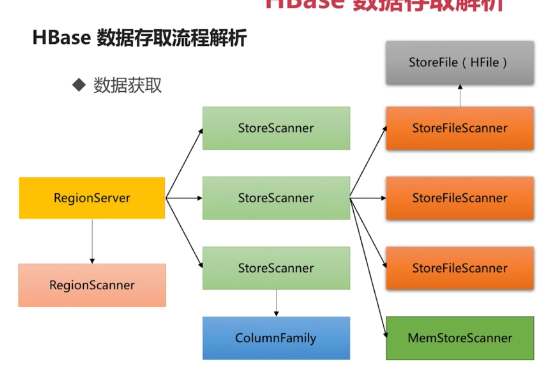 HBase 数据存取解析
HBase 数据存取流程解析
◆ 数据获取
StoreFile（HFile）
StoreScanner
StoreFileScanner
RegionServer
StoreScanner
StoreFileScanner
RegionScanner
StoreScanner
StoreFileScanner
ColumnFamily
MemStoreScanner